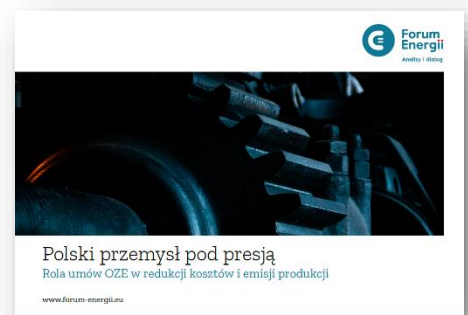 Forum
Energii
Analizy i dialog
Polski przemysł pod presją
Rola umów OZE w redukcji kosztów i emisji produkcji
www.forum-energii.eu